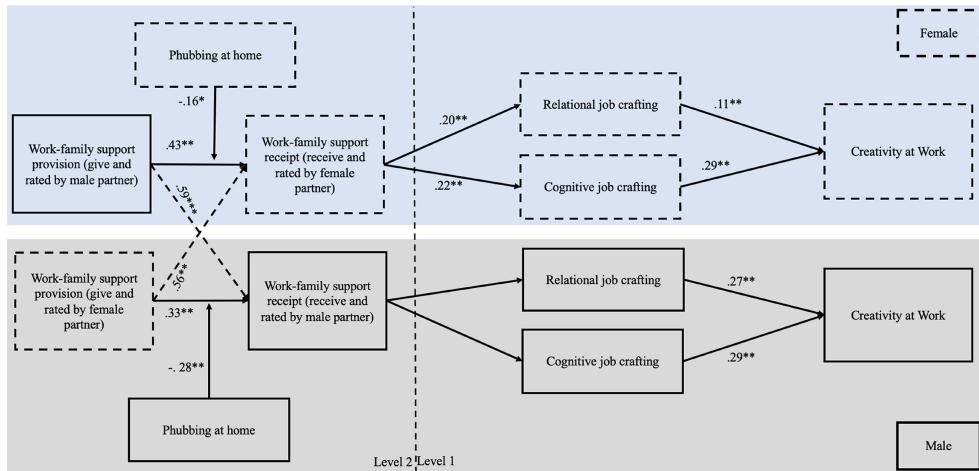 Female
Phubbing at home
-.16*
Work-family support
provision (give and
rated by male partner)
.43**
Work-family support
receipt (receive and
rated by female
partner)
.20**
.22**
Relational job crafting
Cognitive job crafting
.11**
.29**
Creativity at Work
.59***
.56**
Work-family support
provision (give and
rated by female
partner)
.33**
Work-family support
receipt (receive and
rated by male
partner)
Relational job crafting
Cognitive job crafting
.27**
.29**
Creativity at Work
-. 28**
Phubbing at home
Male
Level 2 Level 1